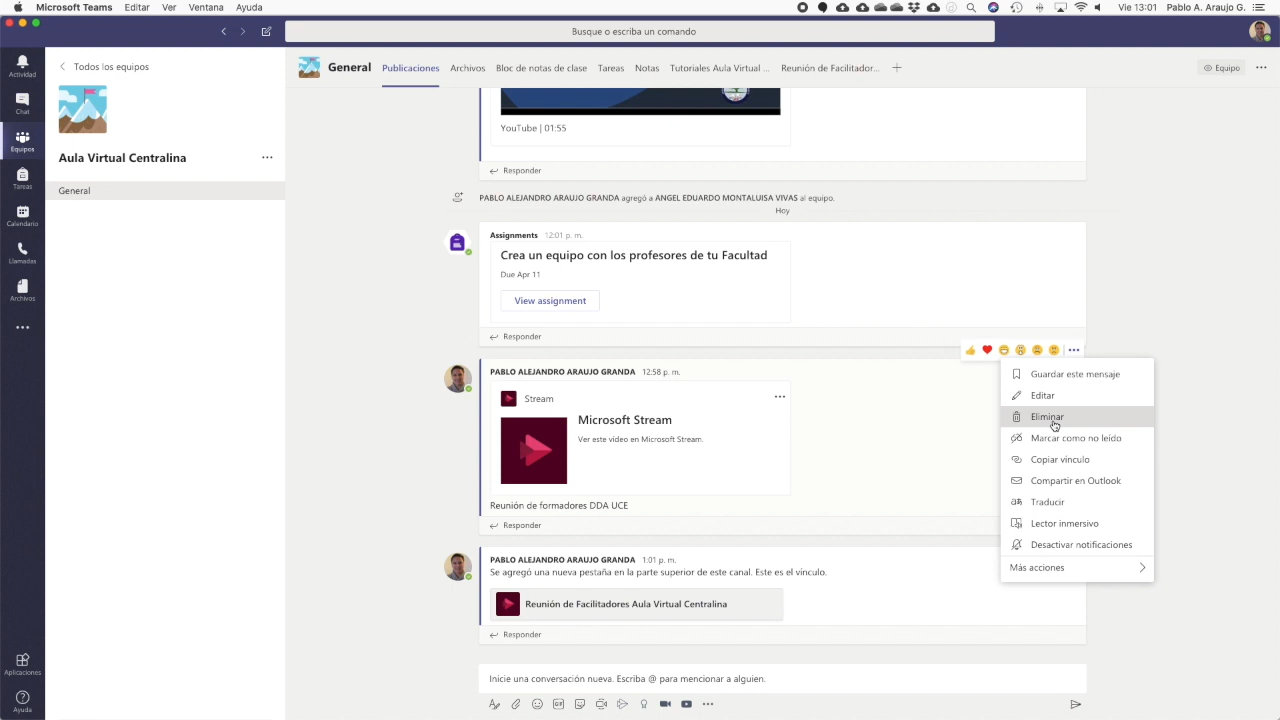 Microsoft Teams Editar Ver Ventana Ayuda
Vie 13:01 Pablo A. Araujo G.
Busque o escriba un comando
Actividad
Chat
Equipos
Tareas
Calendario
Llamadas
Archivos
Aplicaciones
Ayuda
Todos los equipos
Aula Virtual Centralina
General
General Publicaciones Archivos Bloc de notas de clase Tareas Notas Tutoriales Aula Virtual ... Reunión de Facilitador...
Equipo
YouTube | 01:55
Responder
PABLO ALEJANDRO ARAUJO GRANDA agregó a ANGEL EDUARDO MONTALUISA VIVAS al equipo.
Hoy
Assignments 12:01 p. m.
Crea un equipo con los profesores de tu Facultad
Due Apr 11
View assignment
Responder
PABLO ALEJANDRO ARAUJO GRANDA 12:58 p. m.
Stream
Microsoft Stream
Ver este vídeo en Microsoft Stream.
Reunión de formadores DDA UCE
Responder
PABLO ALEJANDRO ARAUJO GRANDA 1:01 p. m.
Se agregó una nueva pestaña en la parte superior de este canal. Este es el vínculo.
Reunión de Facilitadores Aula Virtual Centralina
Responder
Guardar este mensaje
Editar
Eliminar
Marcar como no leído
Copiar vínculo
Compartir en Outlook
Traducir
Lector inmersivo
Desactivar notificaciones
Más acciones
Inicie una conversación nueva. Escriba @ para mencionar a alguien.